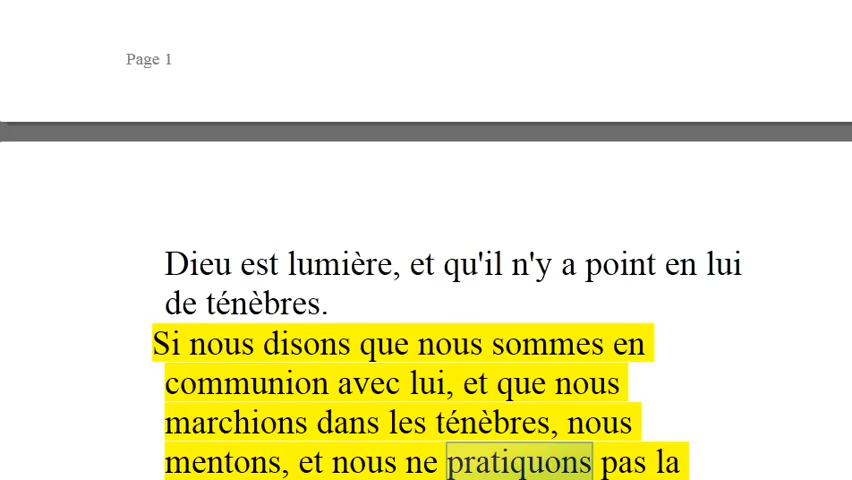 Page 1
Dieu est lumière, et qu'il n'y a point en lui
de ténèbres.
Si nous disons que nous sommes en
communion avec lui, et que nous
marchions dans les ténèbres, nous
mentons, et nous ne pratiquons pas la